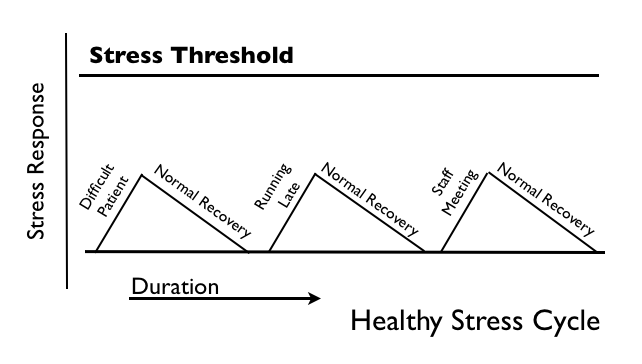 Stress Threshold
Stress Response
Difficult
Patient
Normal Recovery
Running
Late
Normal Recovery
Staff
Meeting
Normal Recovery
Duration
Healthy Stress Cycle